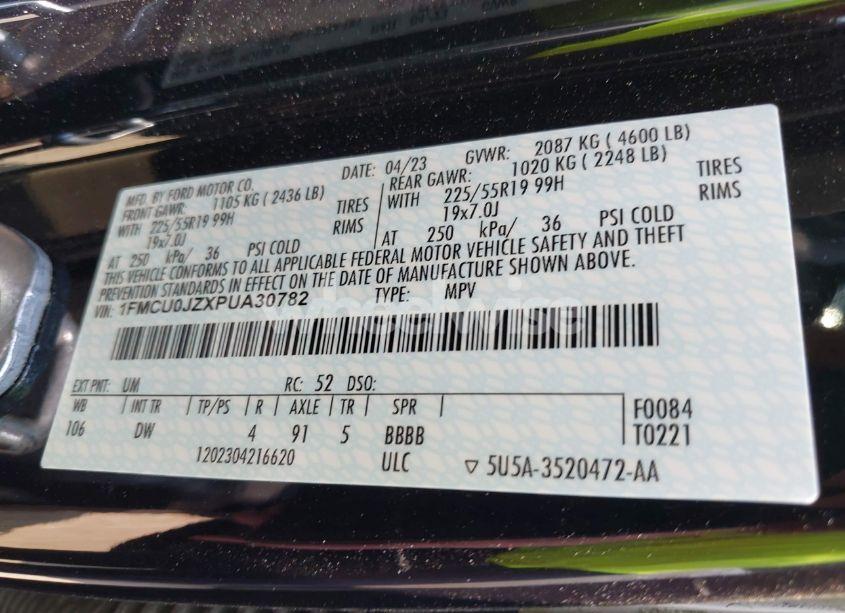 MFD. BY FORD MOTOR CO. DATE: 04/23 GVWR: 2087 KG ( 4600 LB)
FRONT GAWR: 1105 KG ( 2436 LB) REAR GAWR: 1020 KG ( 2248 LB)
WITH 225/55R19 99H TIRES WITH 225/55R19 99H TIRES
19x7.0J RIMS 19x7.0J RIMS
AT 250 kPa/ 36 PSI COLD AT 250 kPa/ 36 PSI COLD
THIS VEHICLE CONFORMS TO ALL APPLICABLE FEDERAL MOTOR VEHICLE SAFETY AND THEFT
PREVENTION STANDARDS IN EFFECT ON THE DATE OF MANUFACTURE SHOWN ABOVE.
VIN: 1FMCU0JZXPUA30782 TYPE: MPV
wheelwise
EXT PNT: UM RC: 52 DSO:
WB INT TR TP/PS R AXLE TR SPR F0084
106 DW 4 91 5 BBBB T0221
1202304216620 ULC ▽ 5U5A-3520472-AA